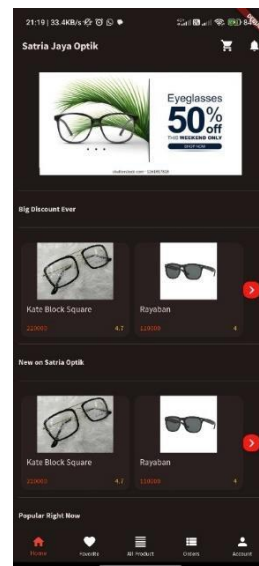 21:19 | 33.4KB/s
84%
Satria Jaya Optik
Eyeglasses
50% off
THIS WEEKEND ONLY
SHOP NOW
Big Discount Ever
Kate Block Square
Rayaban
4.7
4
New on Satria Optik
Kate Block Square
Rayaban
4.7
4
Popular Right Now
Home
Favorite
All Product
Orders
Account